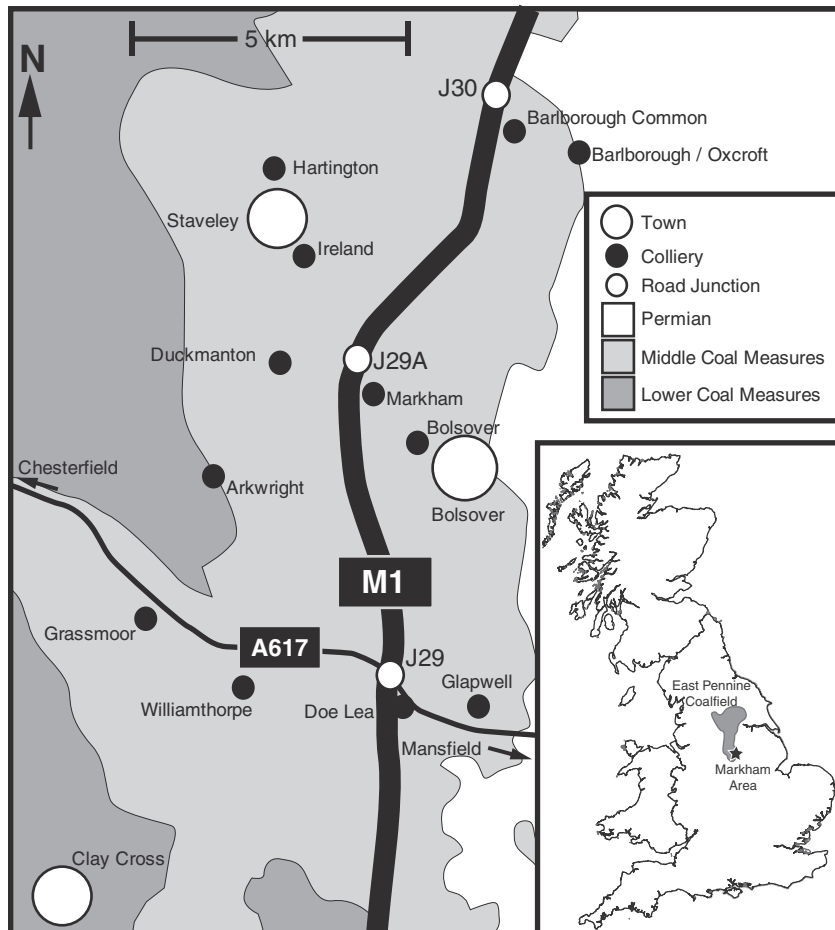 5 km
N
J30
Barlborough Common
Barlborough / Oxcroft
Hartington
Staveley
Ireland
Town
Colliery
Road Junction
Permian
Middle Coal Measures
Lower Coal Measures
Duckmanton
J29A
Markham
Bolsover
Chesterfield
Arkwright
Bolsover
M1
Grassmoor
A617
J29
Williamthorpe
Doe Lea
Glapwell
Mansfield
Clay Cross
East Pennine
Coalfield
Markham
Area